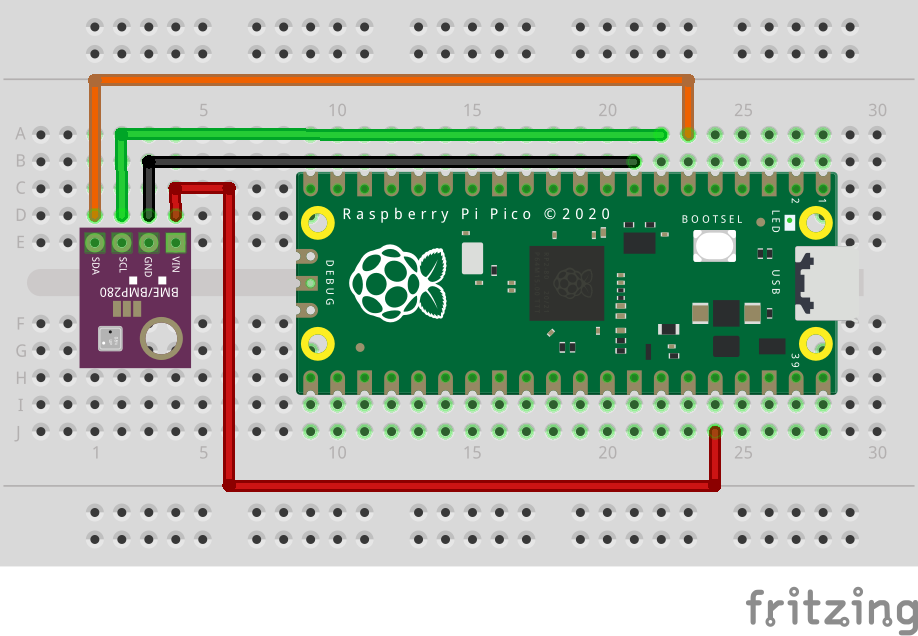 5 10 15 20 25 30
A
B
C
D
E
F
G
H
I
J
Raspberry Pi Pico ©2020
BOOTSEL
LED
2
1
DEBUG
USB
39
SDA
SCL
GND
VIN
BME/BMP280
1 5 10 15 20 25 30
fritzing